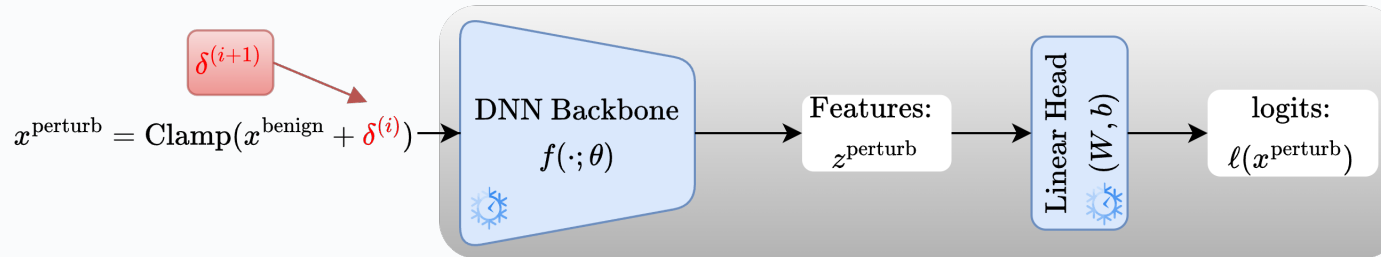 δ^(i+1)
x^perturb = Clamp(x^benign + δ^(i))
DNN Backbone
f(·; θ)
Features:
z^perturb
Linear Head
(W, b)
logits:
ℓ(x^perturb)